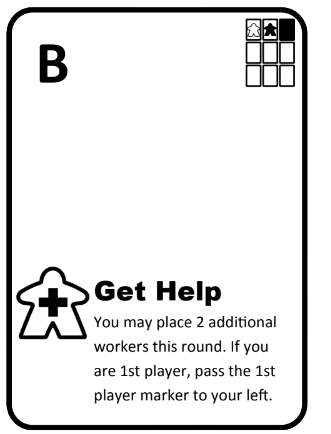 B
Get Help
You may place 2 additional
workers this round. If you
are 1st player, pass the 1st
player marker to your left.